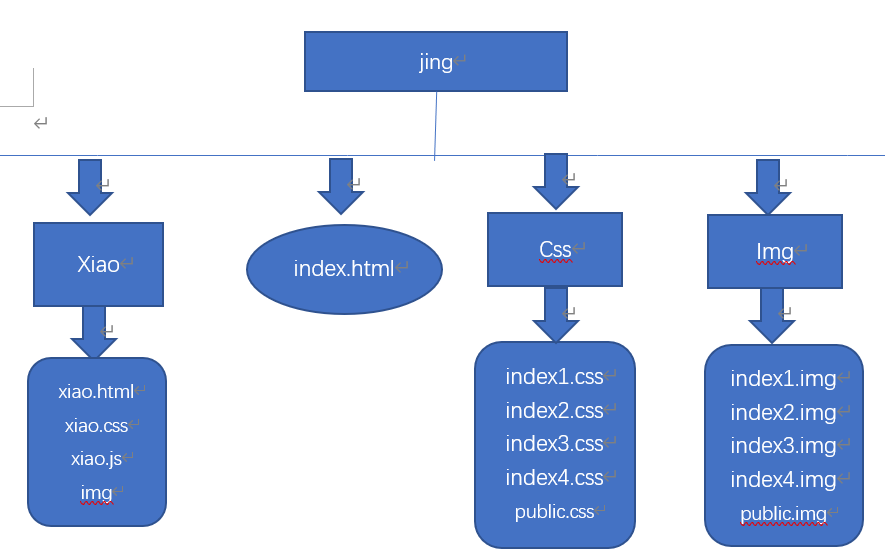 jing
Xiao
index.html
Css
Img
xiao.html
xiao.css
xiao.js
img
index1.css
index2.css
index3.css
index4.css
public.css
index1.img
index2.img
index3.img
index4.img
public.img